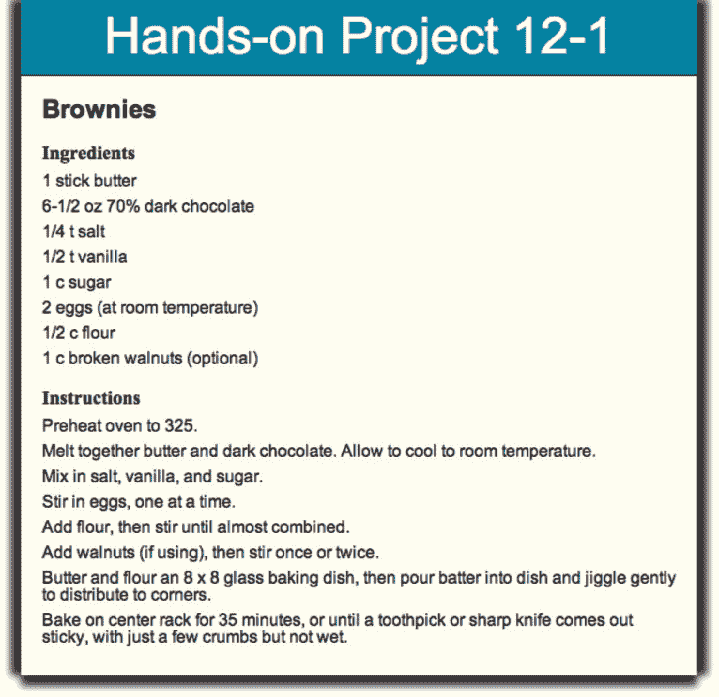 Hands-on Project 12-1
Brownies
Ingredients
1 stick butter
6-1/2 oz 70% dark chocolate
1/4 t salt
1/2 t vanilla
1 c sugar
2 eggs (at room temperature)
1/2 c flour
1 c broken walnuts (optional)
Instructions
Preheat oven to 325.
Melt together butter and dark chocolate. Allow to cool to room temperature.
Mix in salt, vanilla, and sugar.
Stir in eggs, one at a time.
Add flour, then stir until almost combined.
Add walnuts (if using), then stir once or twice.
Butter and flour an 8 x 8 glass baking dish, then pour batter into dish and jiggle gently
to distribute to corners.
Bake on center rack for 35 minutes, or until a toothpick or sharp knife comes out
sticky, with just a few crumbs but not wet.